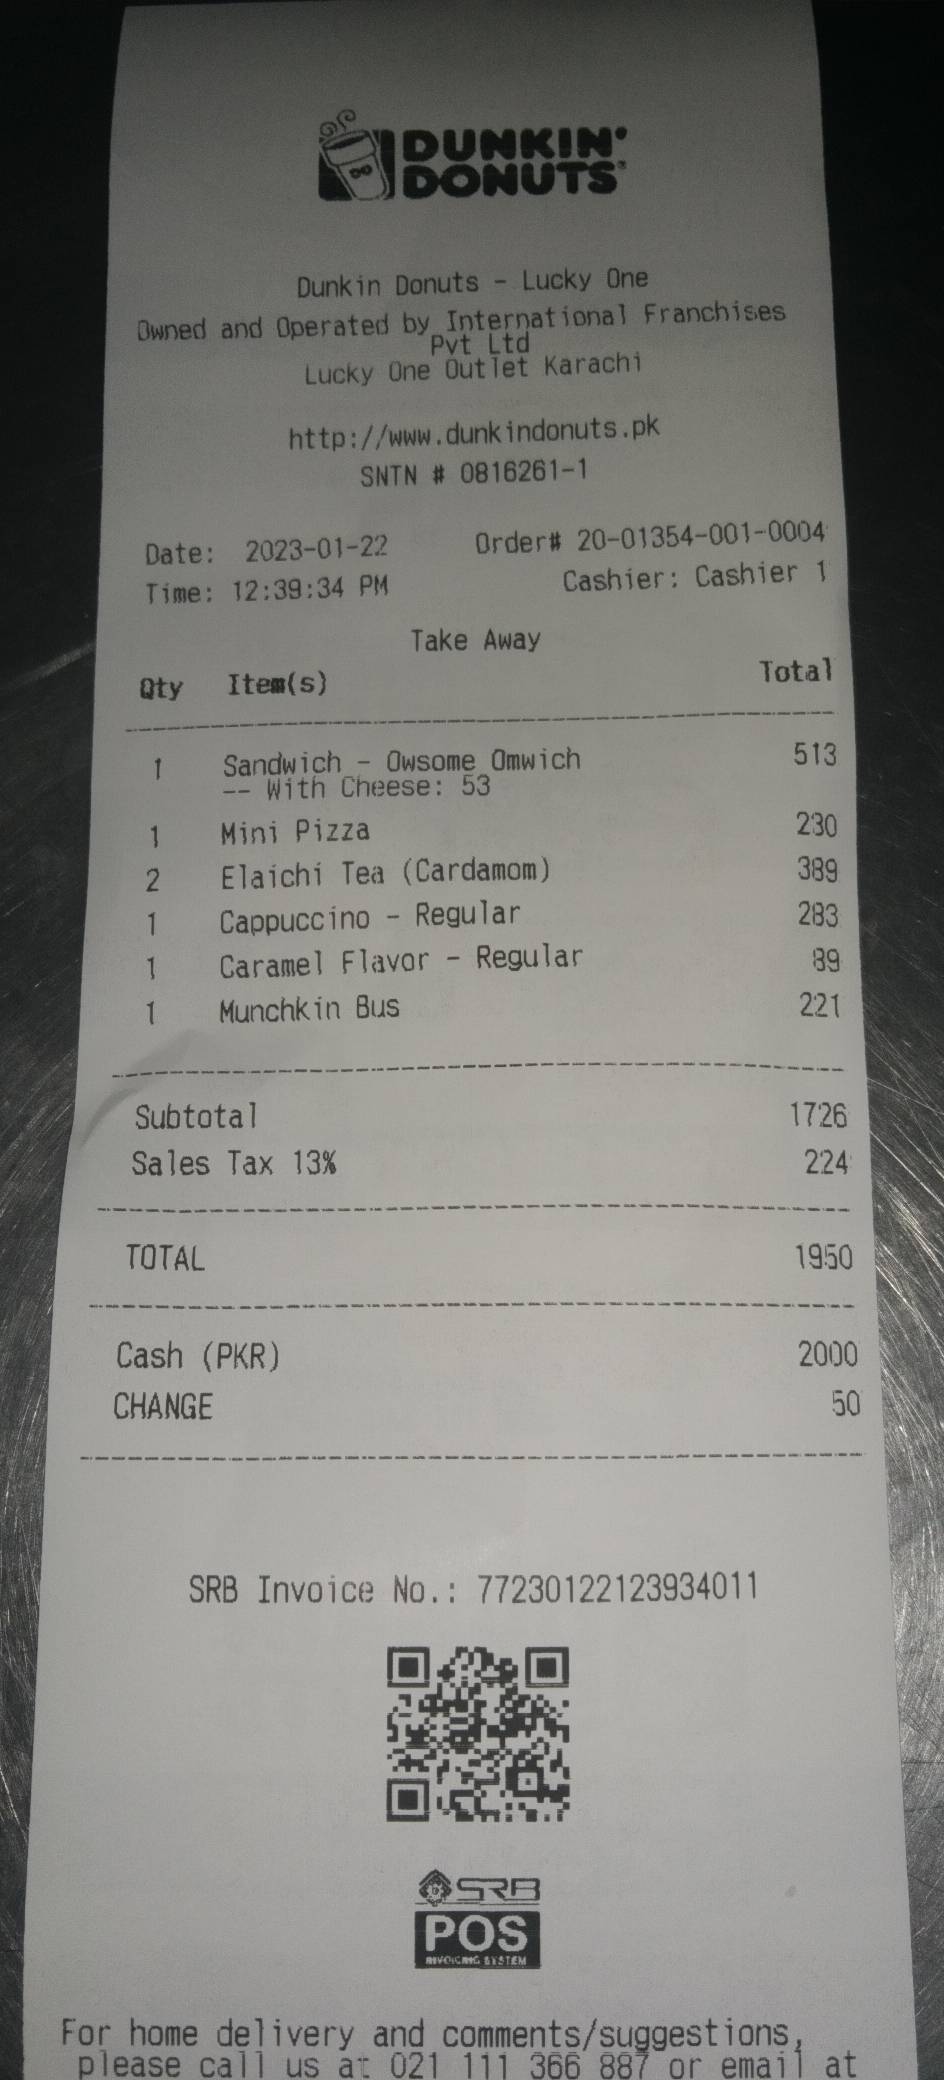 DUNKIN'
DONUTS
Dunkin Donuts - Lucky One
Owned and Operated by International Franchises
Pvt Ltd
Lucky One Outlet Karachi
http://www.dunkindonuts.pk
SNTN # 0816261-1
Date: 2023-01-22 Order# 20-01354-001-0004
Time: 12:39:34 PM Cashier: Cashier 1
Take Away
Qty Item(s) Total
1 Sandwich - Owsome Omwich 513
-- With Cheese: 53
1 Mini Pizza 230
2 Elaichi Tea (Cardamom) 389
1 Cappuccino - Regular 283
1 Caramel Flavor - Regular 89
1 Munchkin Bus 221
Subtotal 1726
Sales Tax 13% 224
TOTAL 1950
Cash (PKR) 2000
CHANGE 50
SRB Invoice No.: 77230122123934011
SRB
POS
INVOICING SYSTEM
For home delivery and comments/suggestions,
please call us at 021 111 366 887 or email at